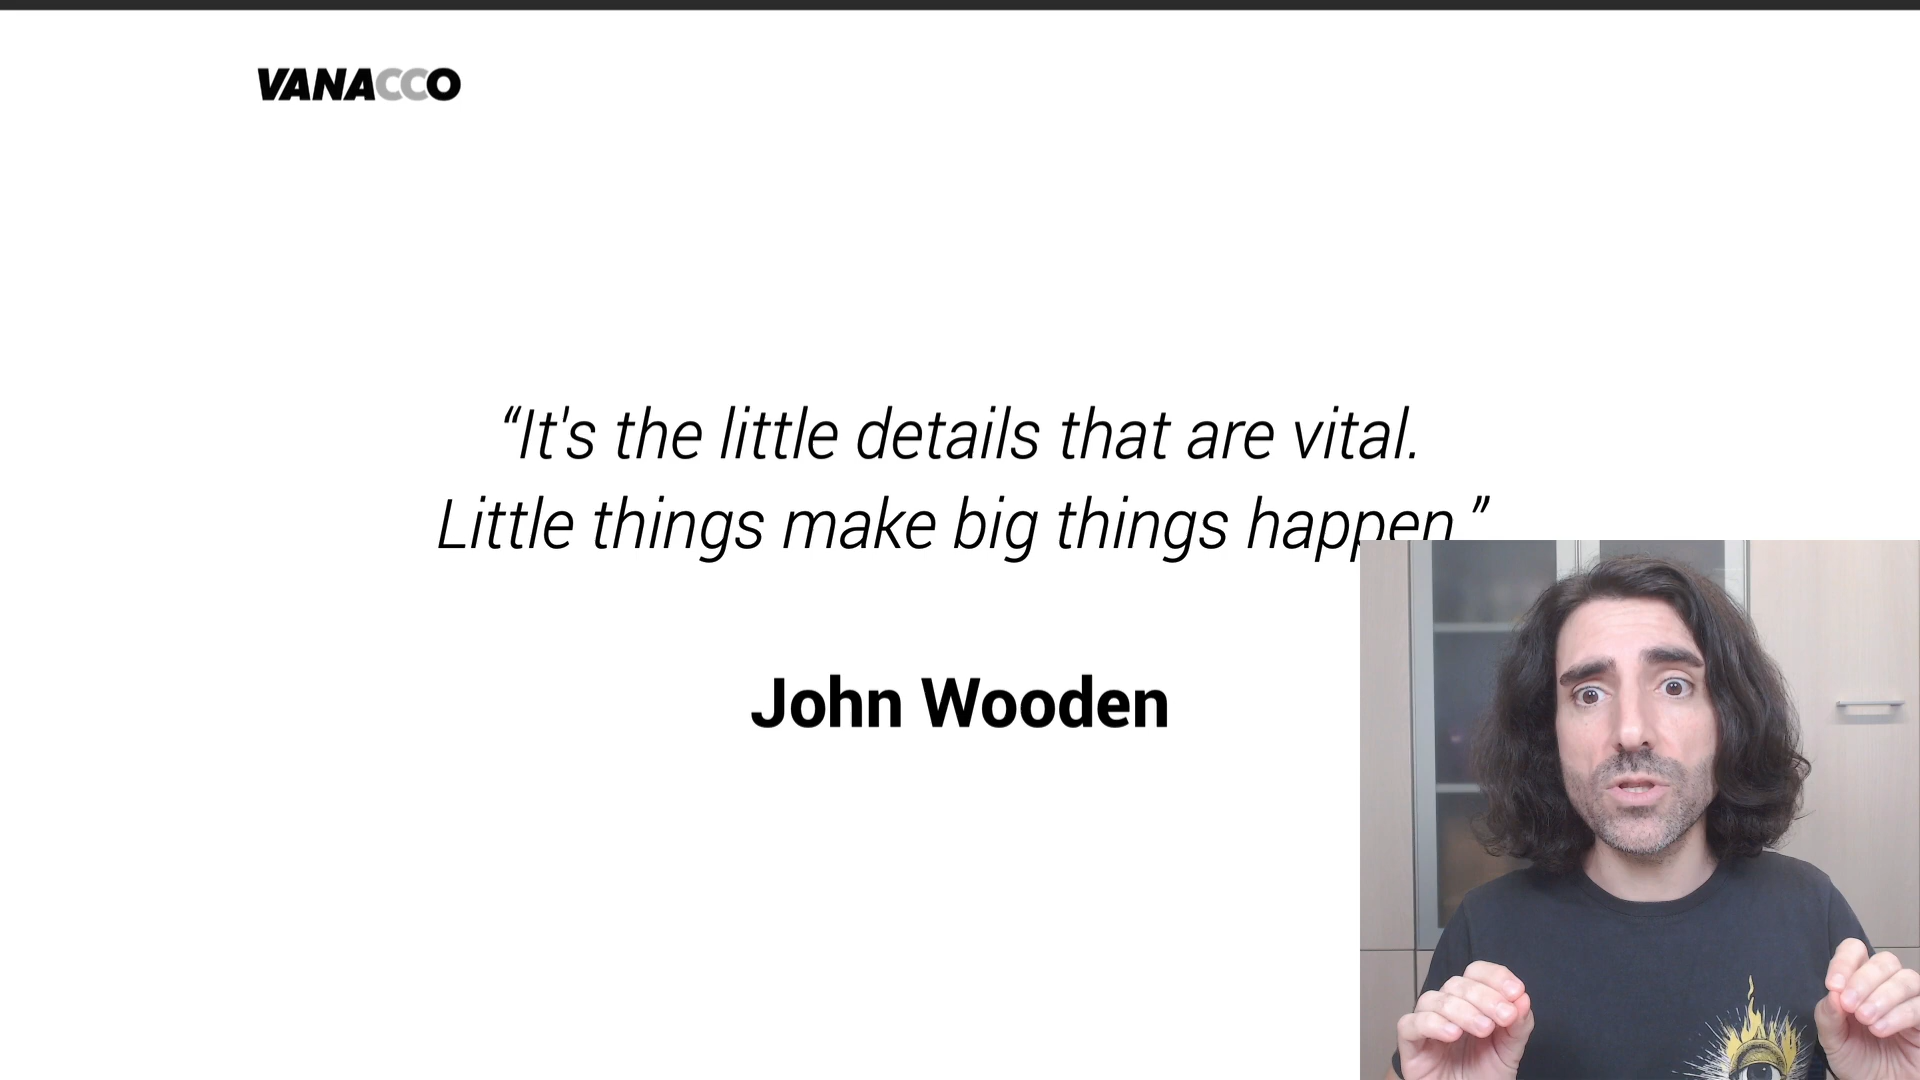 VANACCO
“It's the little details that are vital.
Little things make big things happen.”
John Wooden